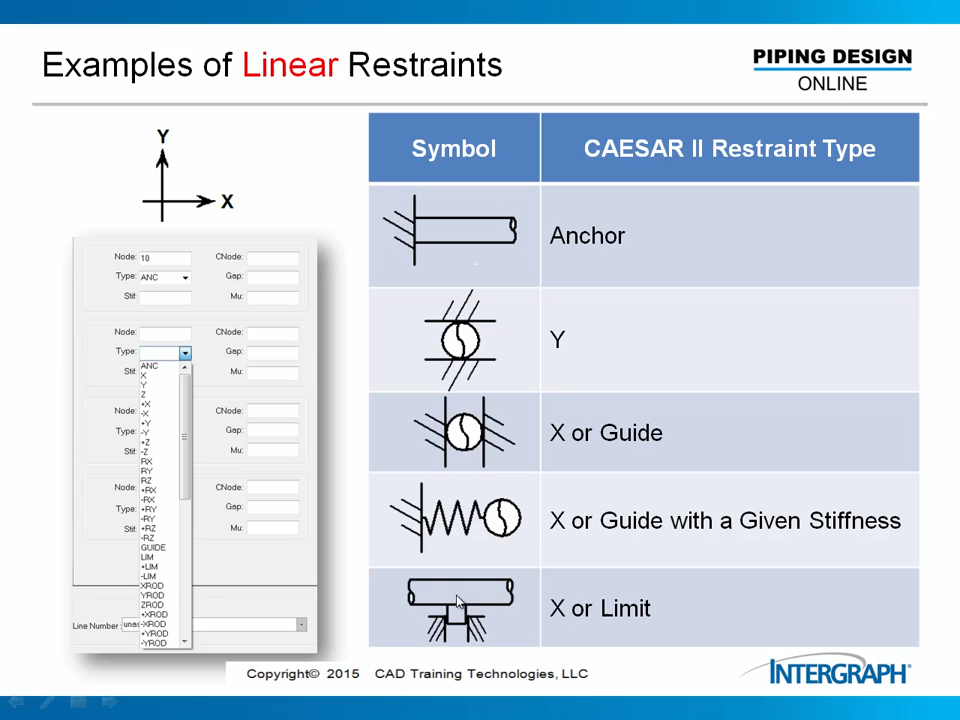 Examples of Linear Restraints
PIPING DESIGN
ONLINE
Y
X
Symbol
CAESAR II Restraint Type
Anchor
Y
X or Guide
X or Guide with a Given Stiffness
X or Limit
Node: 10
CNode:
Type: ANC
Gap:
Stif:
Mu:
Node:
CNode:
Type:
Gap:
Stif:
Mu:
ANC
X
Y
Z
+X
-X
+Y
-Y
+Z
-Z
RX
RY
RZ
+RX
-RX
+RY
-RY
+RZ
-RZ
GUIDE
LIM
+LIM
-LIM
XROD
YROD
ZROD
+XROD
-XROD
+YROD
-YROD
Node:
CNode:
Type:
Gap:
Stif:
Mu:
Node:
CNode:
Type:
Gap:
Stif:
Mu:
Line Number: unas
Copyright© 2015 CAD Training Technologies, LLC
INTERGRAPH®